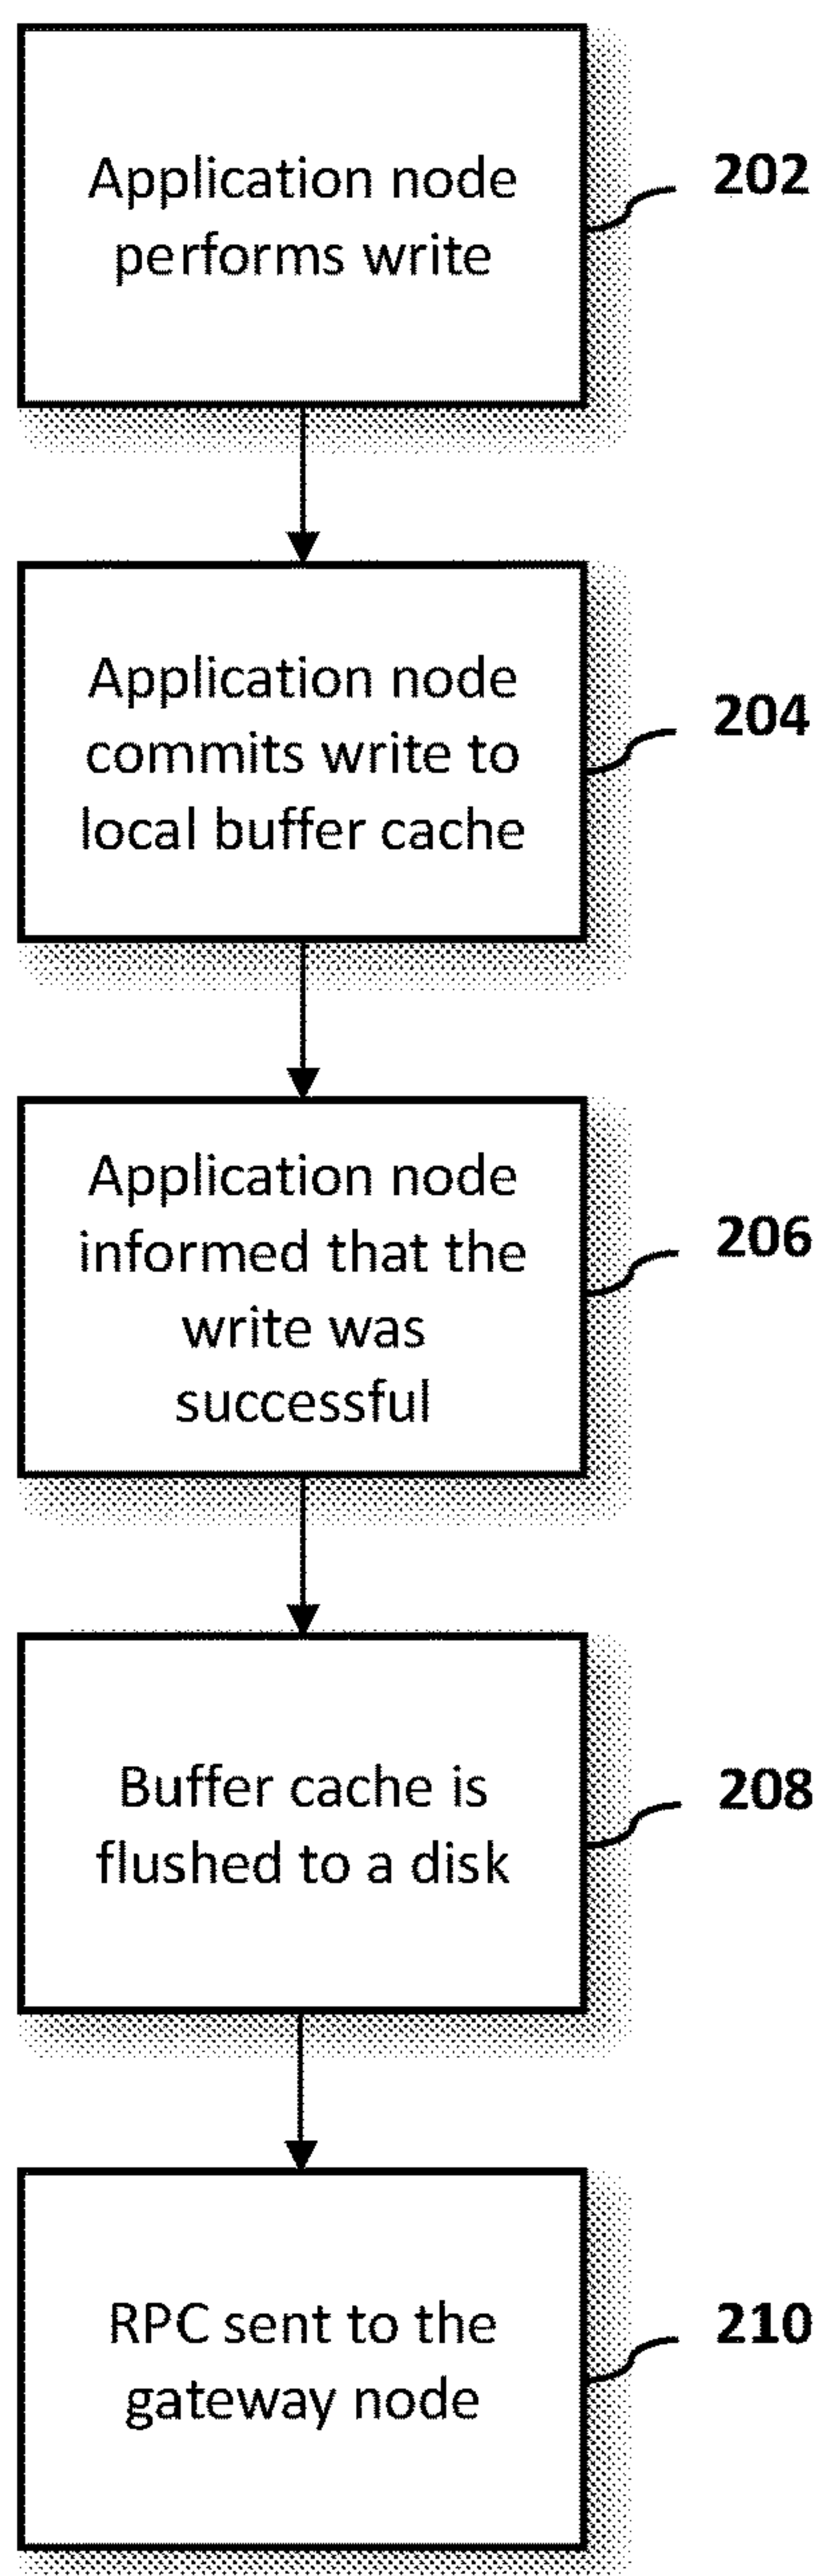 Application node
performs write
202
Application node
commits write to
local buffer cache
204
Application node
informed that the
write was
successful
206
Buffer cache is
flushed to a disk
208
RPC sent to the
gateway node
210